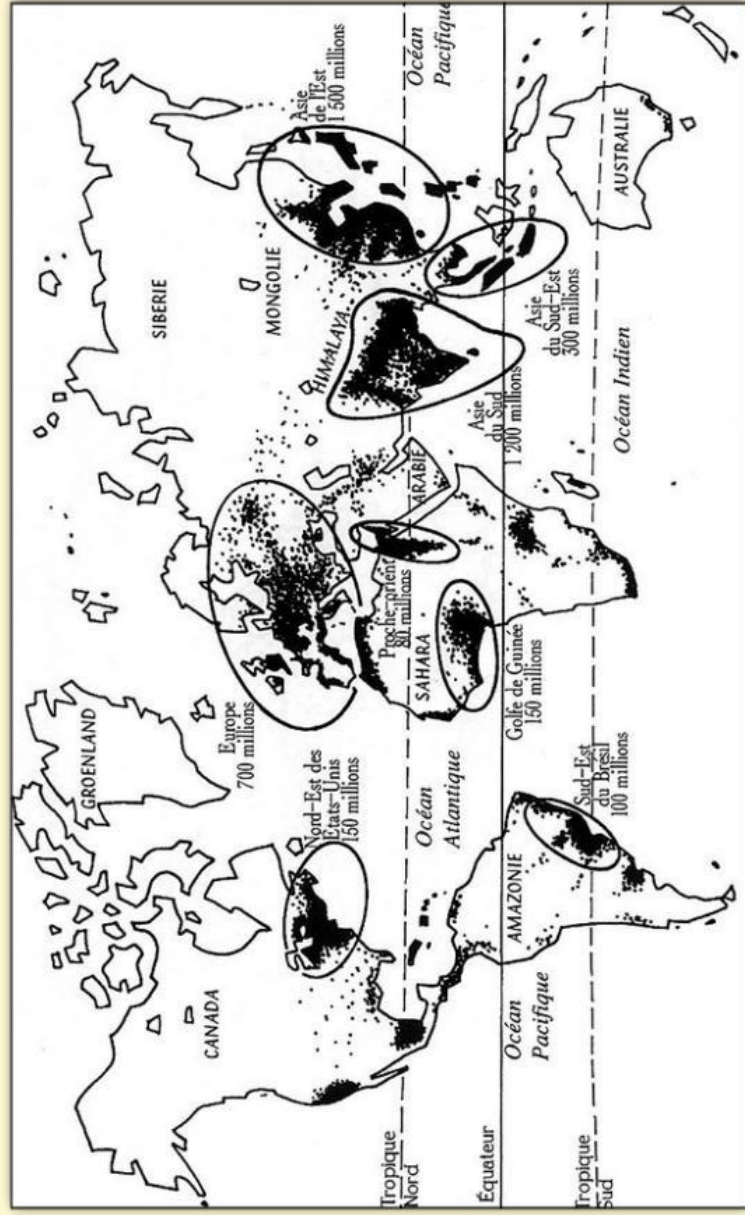 GROENLAND
CANADA
SIBERIE
MONGOLIE
HIMALAYA
Europe
700 millions
Nord-Est des
Etats-Unis
150 millions
Asie
de l'Est
1 500 millions
Océan
Pacifique
Tropique
Nord
Océan
Atlantique
SAHARA
Proche-orient
80 millions
ARABIE
Asie
du Sud
1 200 millions
Asie
du Sud-Est
300 millions
Équateur
Océan
Pacifique
AMAZONIE
Golfe de Guinée
150 millions
Sud-Est
du Brésil
100 millions
Océan Indien
AUSTRALIE
Tropique
Sud